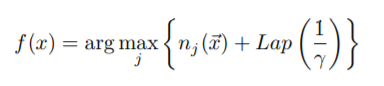 f(x) = arg max_j { n_j(x⃗) + Lap(1/γ) }